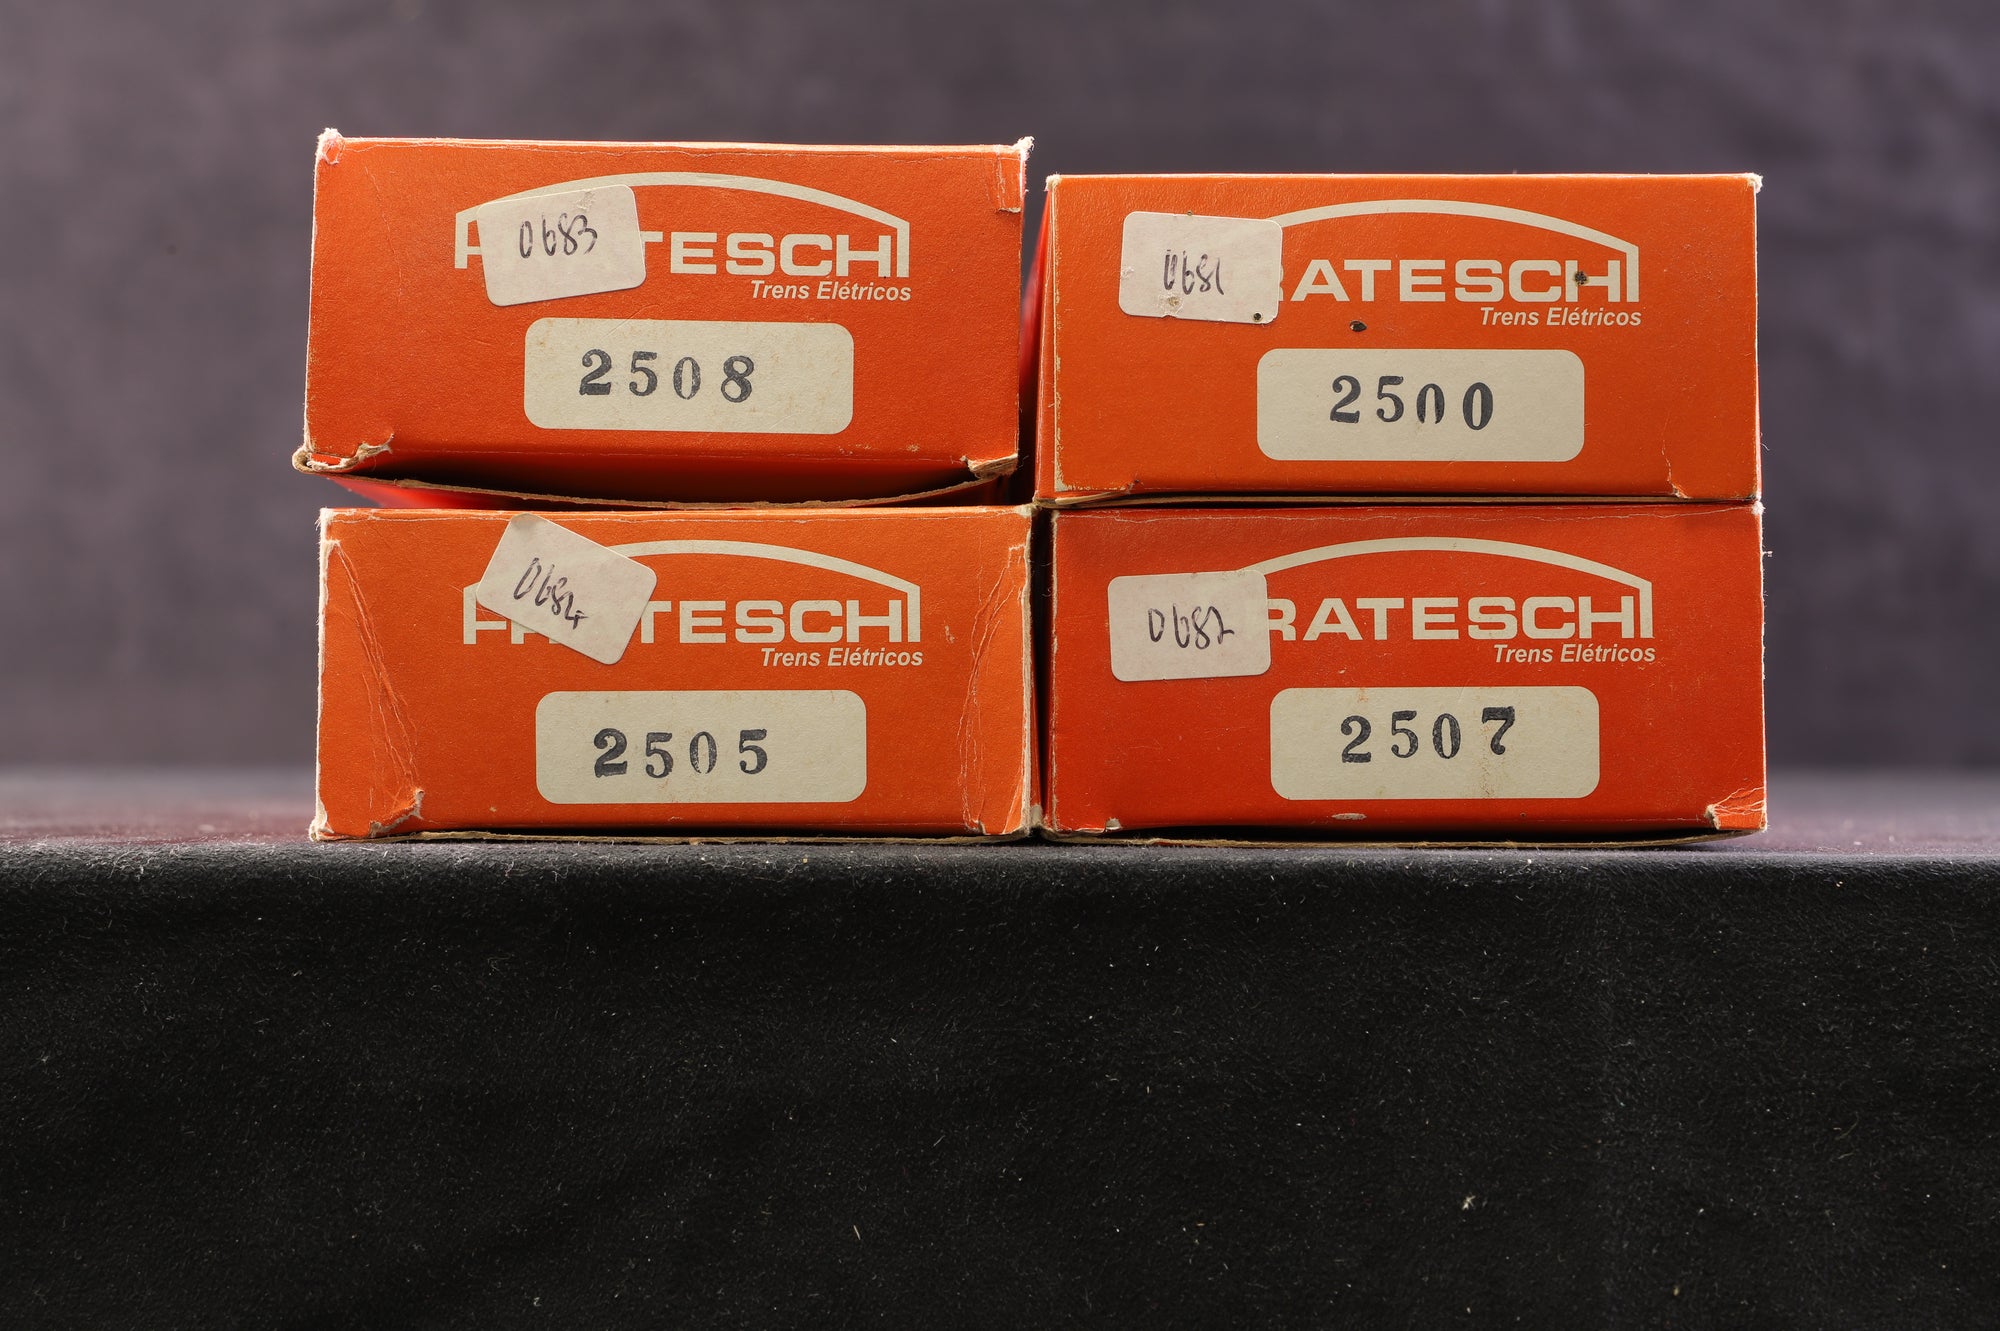 0683
TESCHI
Trens Elétricos
2508
0681
RATESCHI
Trens Elétricos
2500
0684
TESCHI
Trens Elétricos
2505
0682
RATESCHI
Trens Elétricos
2507